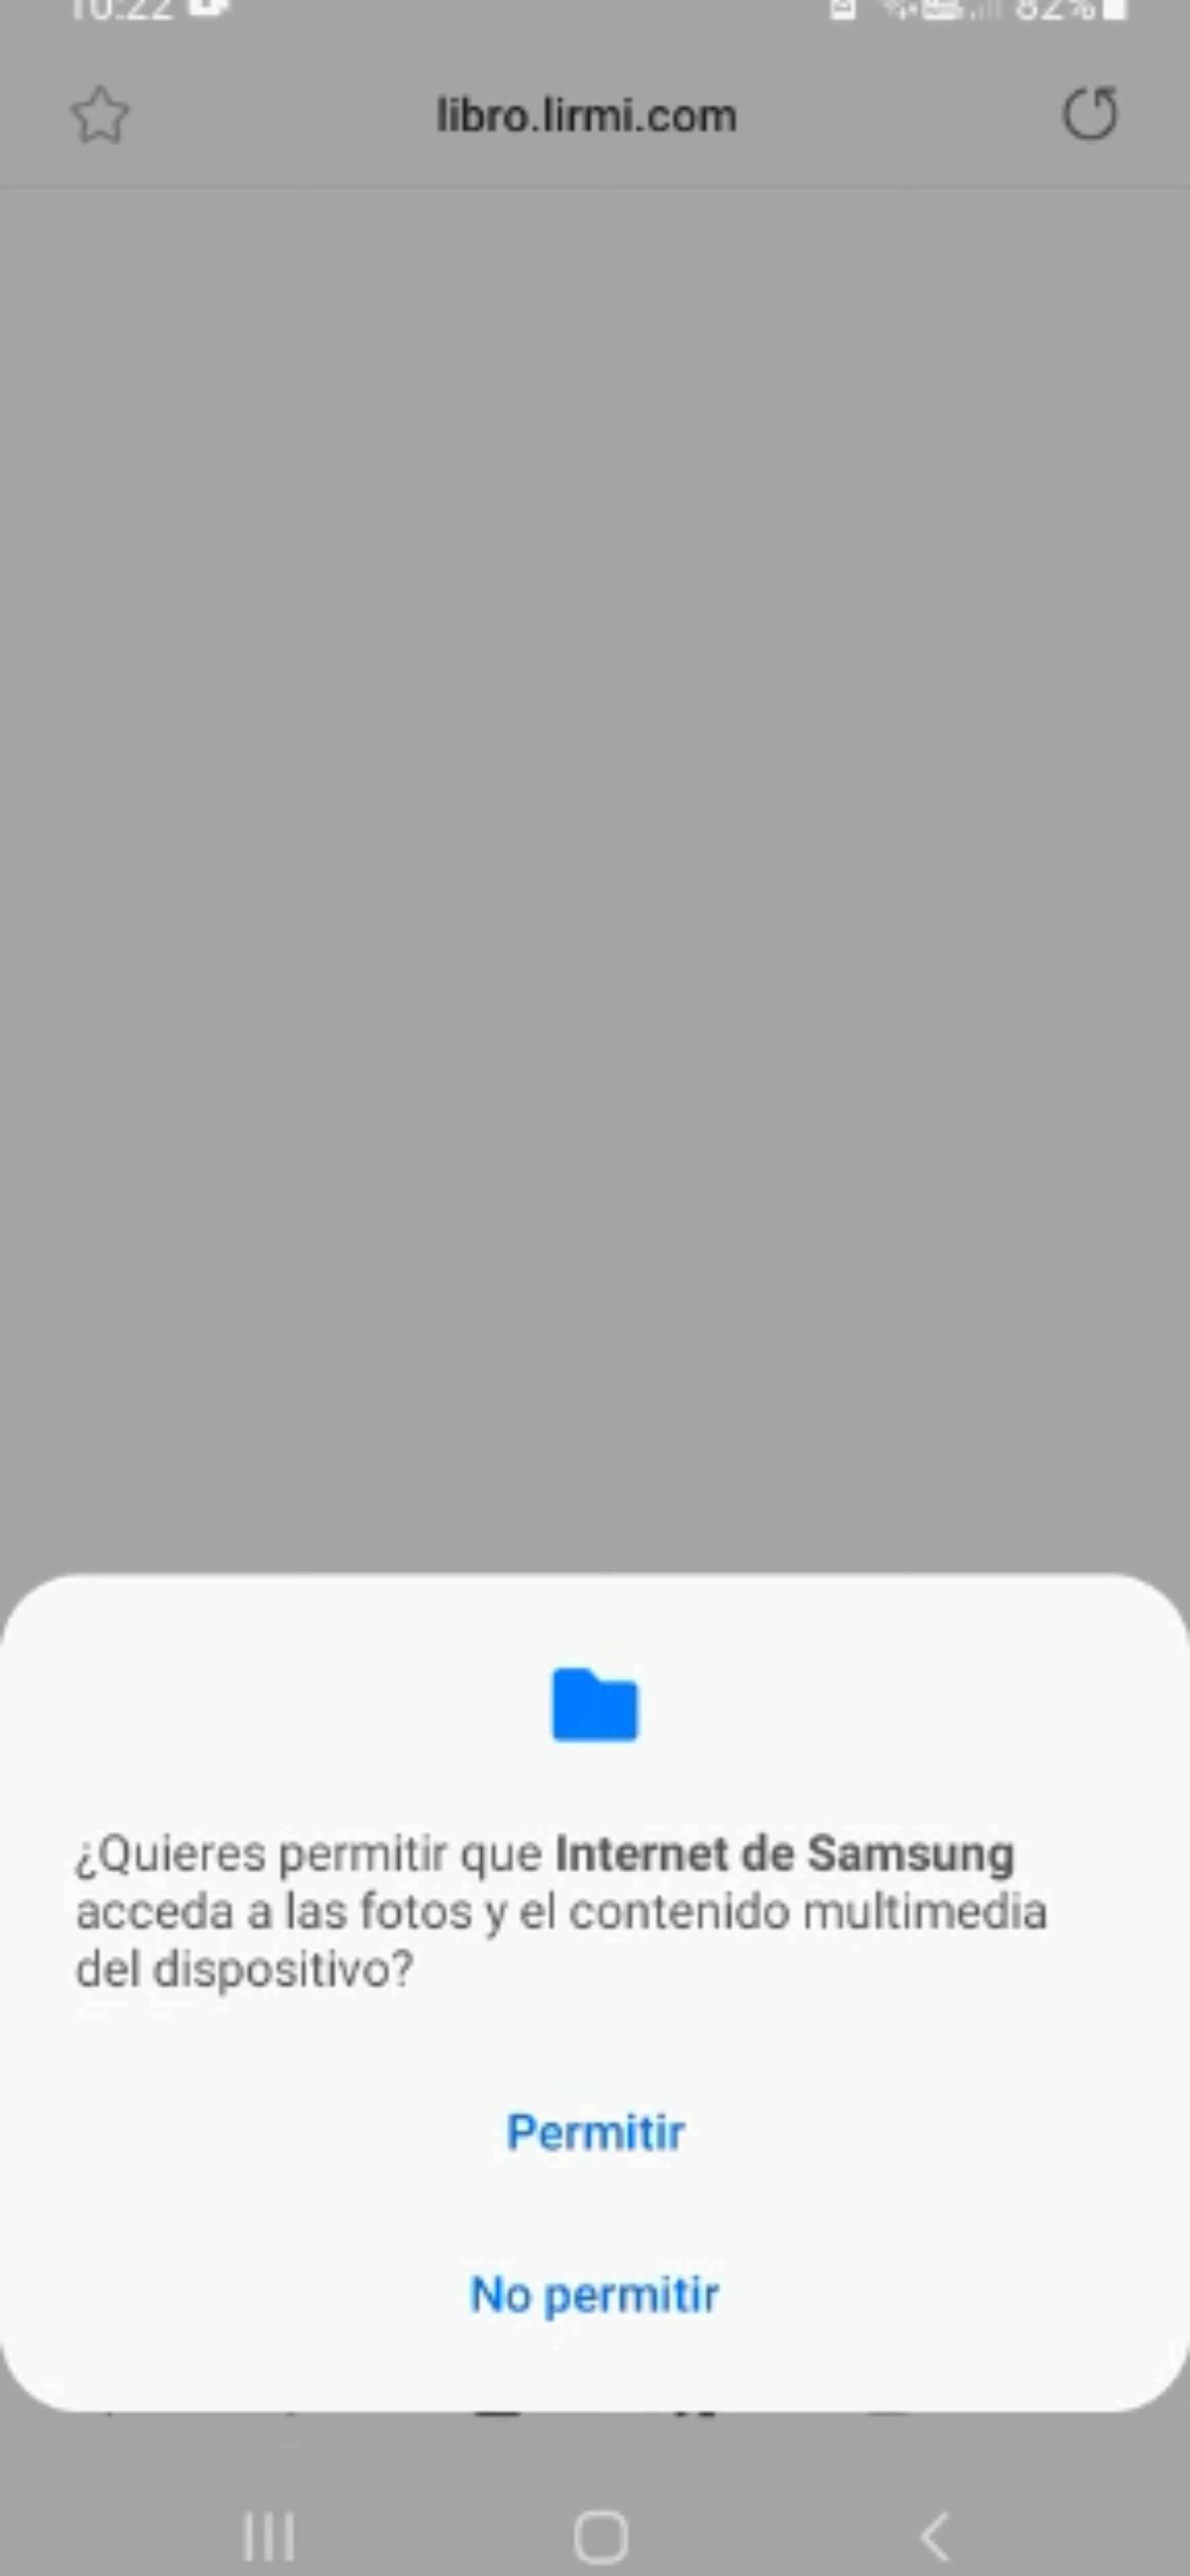 10:22 82%
libro.lirmi.com
¿Quieres permitir que Internet de Samsung
acceda a las fotos y el contenido multimedia
del dispositivo?
Permitir
No permitir